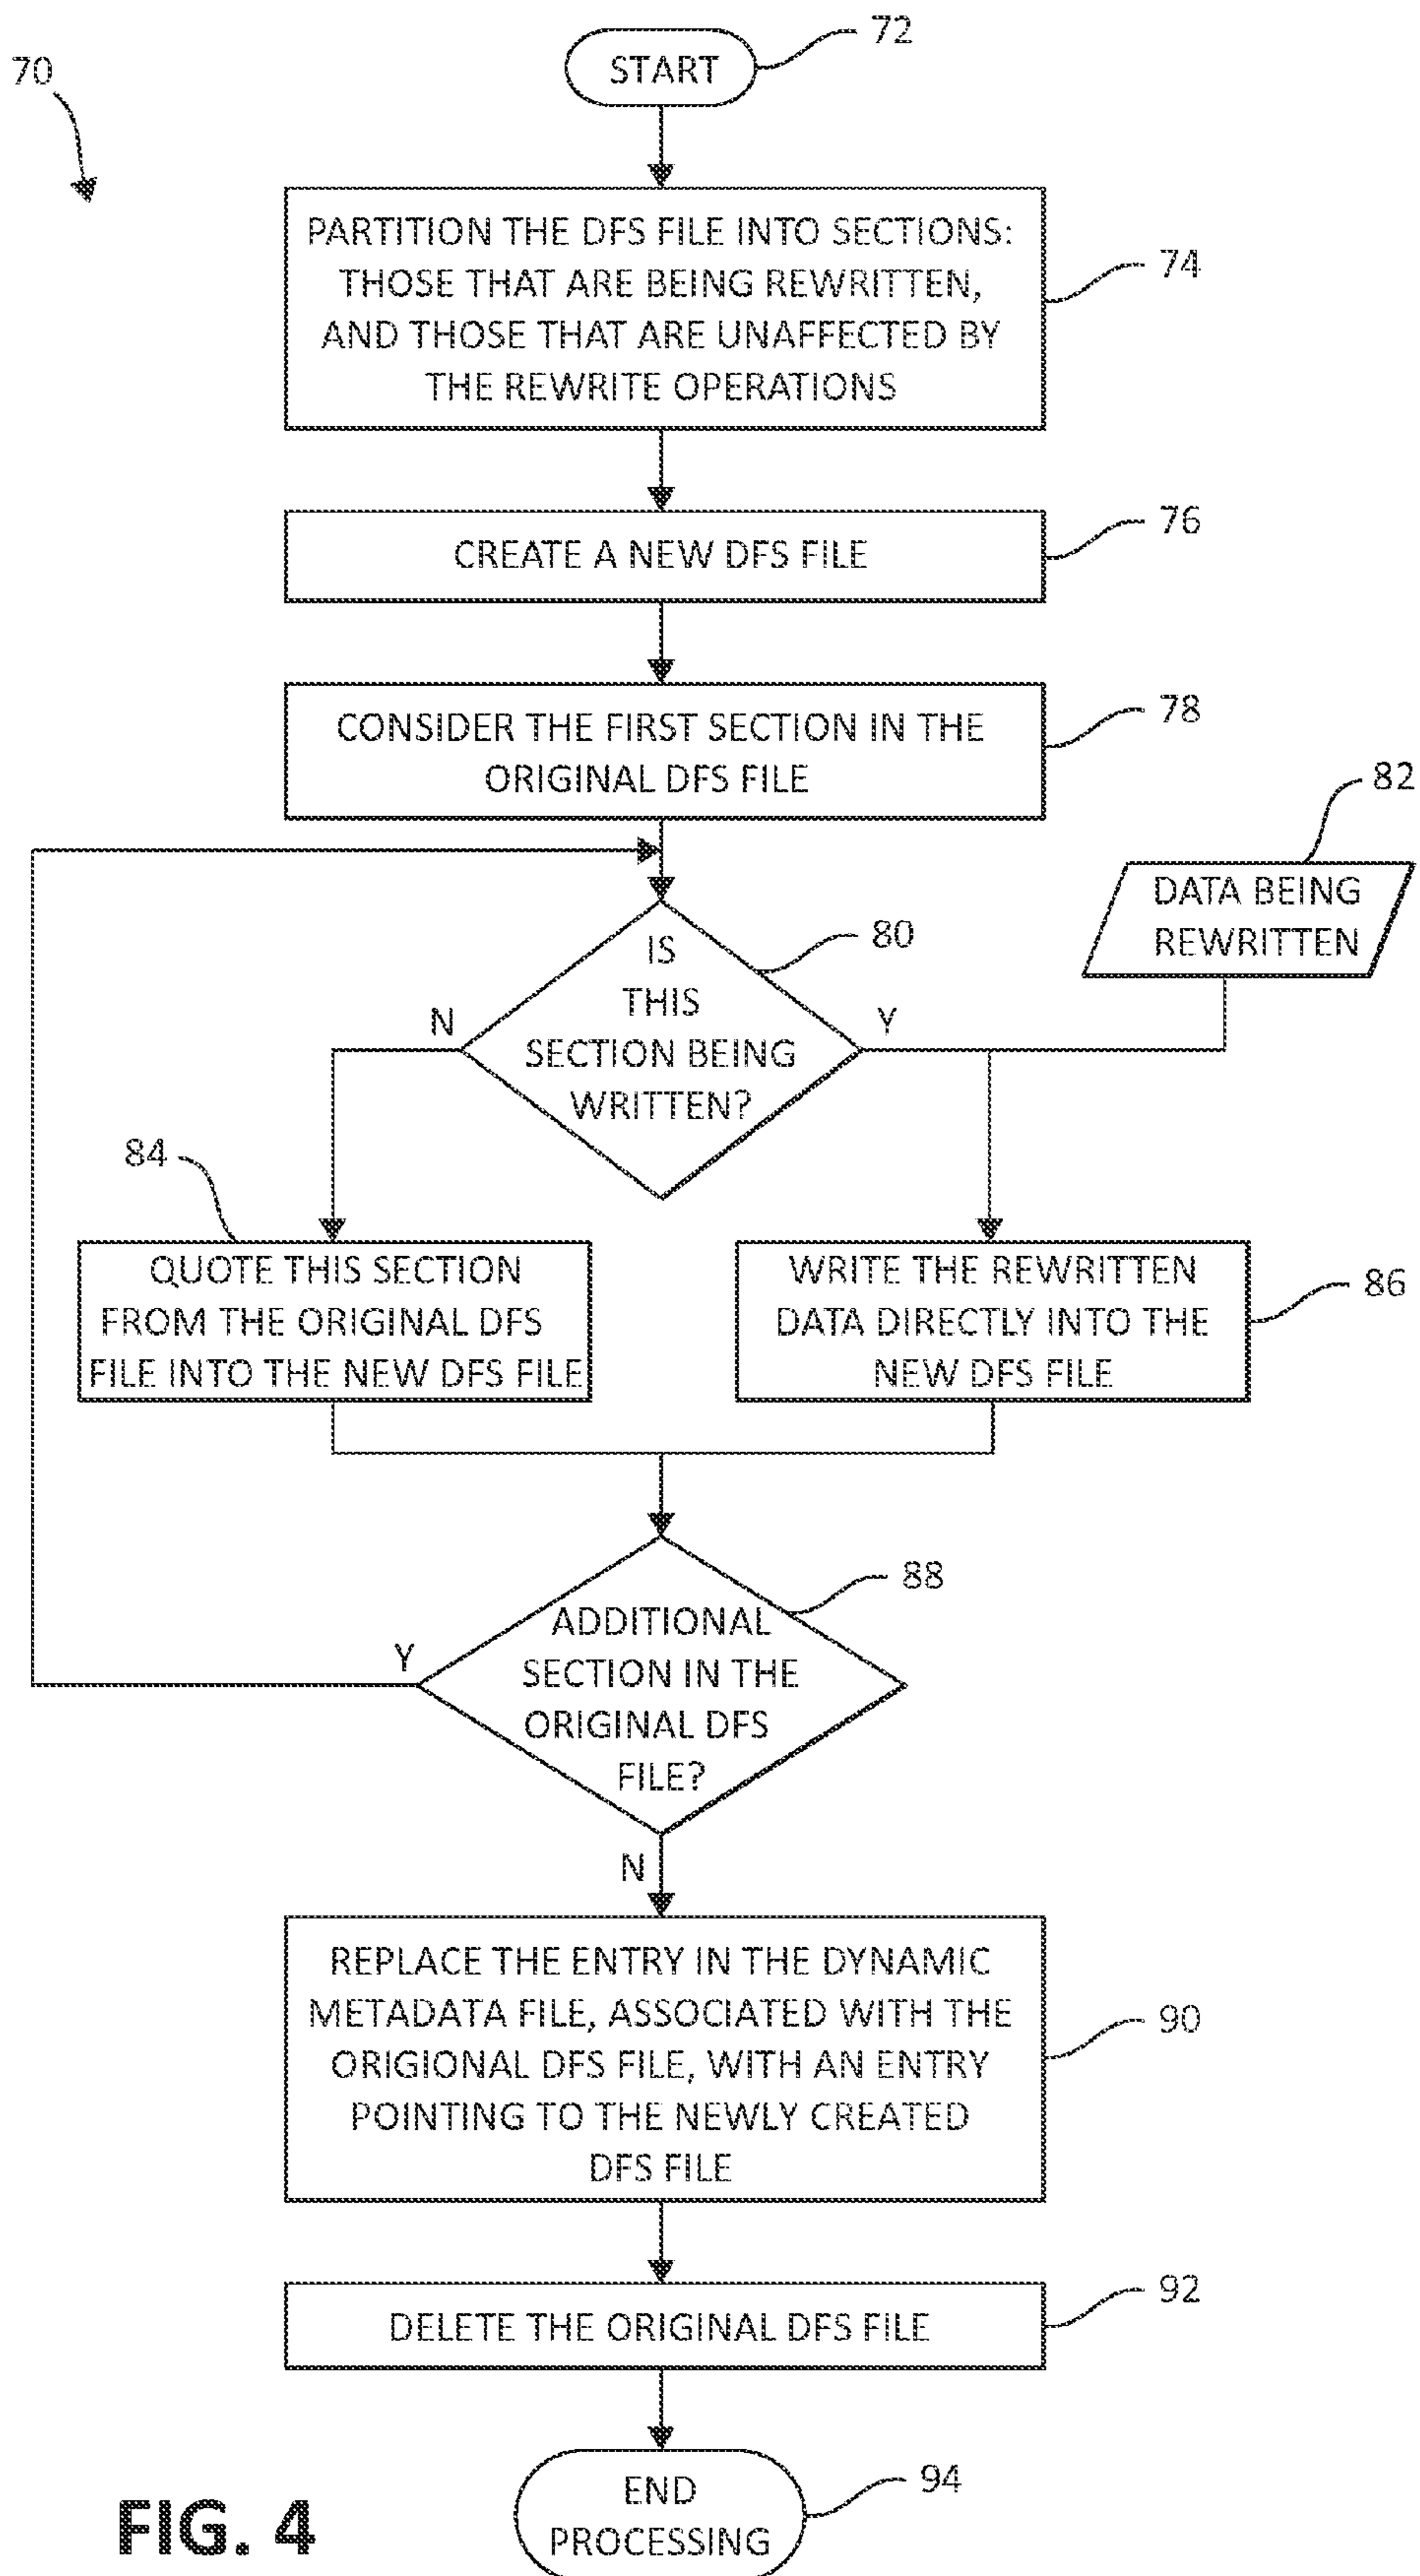 70
START
72
PARTITION THE DFS FILE INTO SECTIONS:
THOSE THAT ARE BEING REWRITTEN,
AND THOSE THAT ARE UNAFFECTED BY
THE REWRITE OPERATIONS
74
CREATE A NEW DFS FILE
76
CONSIDER THE FIRST SECTION IN THE
ORIGINAL DFS FILE
78
82
DATA BEING
REWRITTEN
80
IS
THIS
SECTION BEING
WRITTEN?
N
Y
84
QUOTE THIS SECTION
FROM THE ORIGINAL DFS
FILE INTO THE NEW DFS FILE
WRITE THE REWRITTEN
DATA DIRECTLY INTO THE
NEW DFS FILE
86
88
ADDITIONAL
SECTION IN THE
ORIGINAL DFS
FILE?
Y
N
REPLACE THE ENTRY IN THE DYNAMIC
METADATA FILE, ASSOCIATED WITH THE
ORIGIONAL DFS FILE, WITH AN ENTRY
POINTING TO THE NEWLY CREATED
DFS FILE
90
DELETE THE ORIGINAL DFS FILE
92
END
PROCESSING
94
FIG. 4